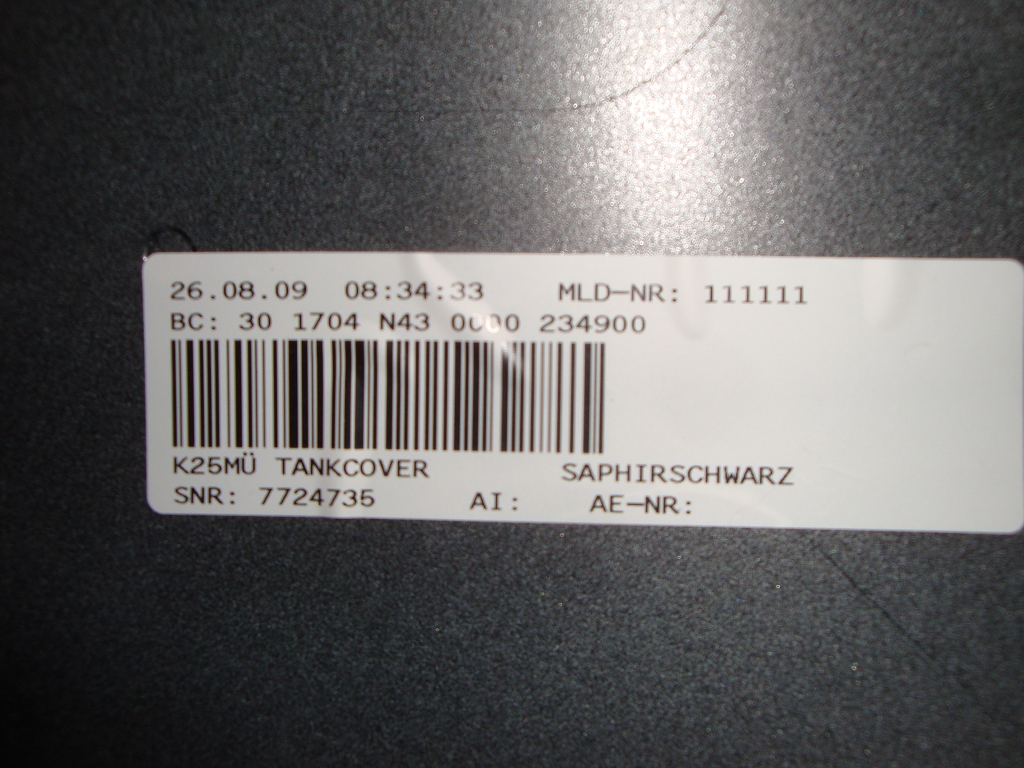 26.08.09 08:34:33 MLD-NR: 111111
BC: 30 1704 N43 0000 234900
K25MÜ TANKCOVER SAPHIRSCHWARZ
SNR: 7724735 AI: AE-NR: